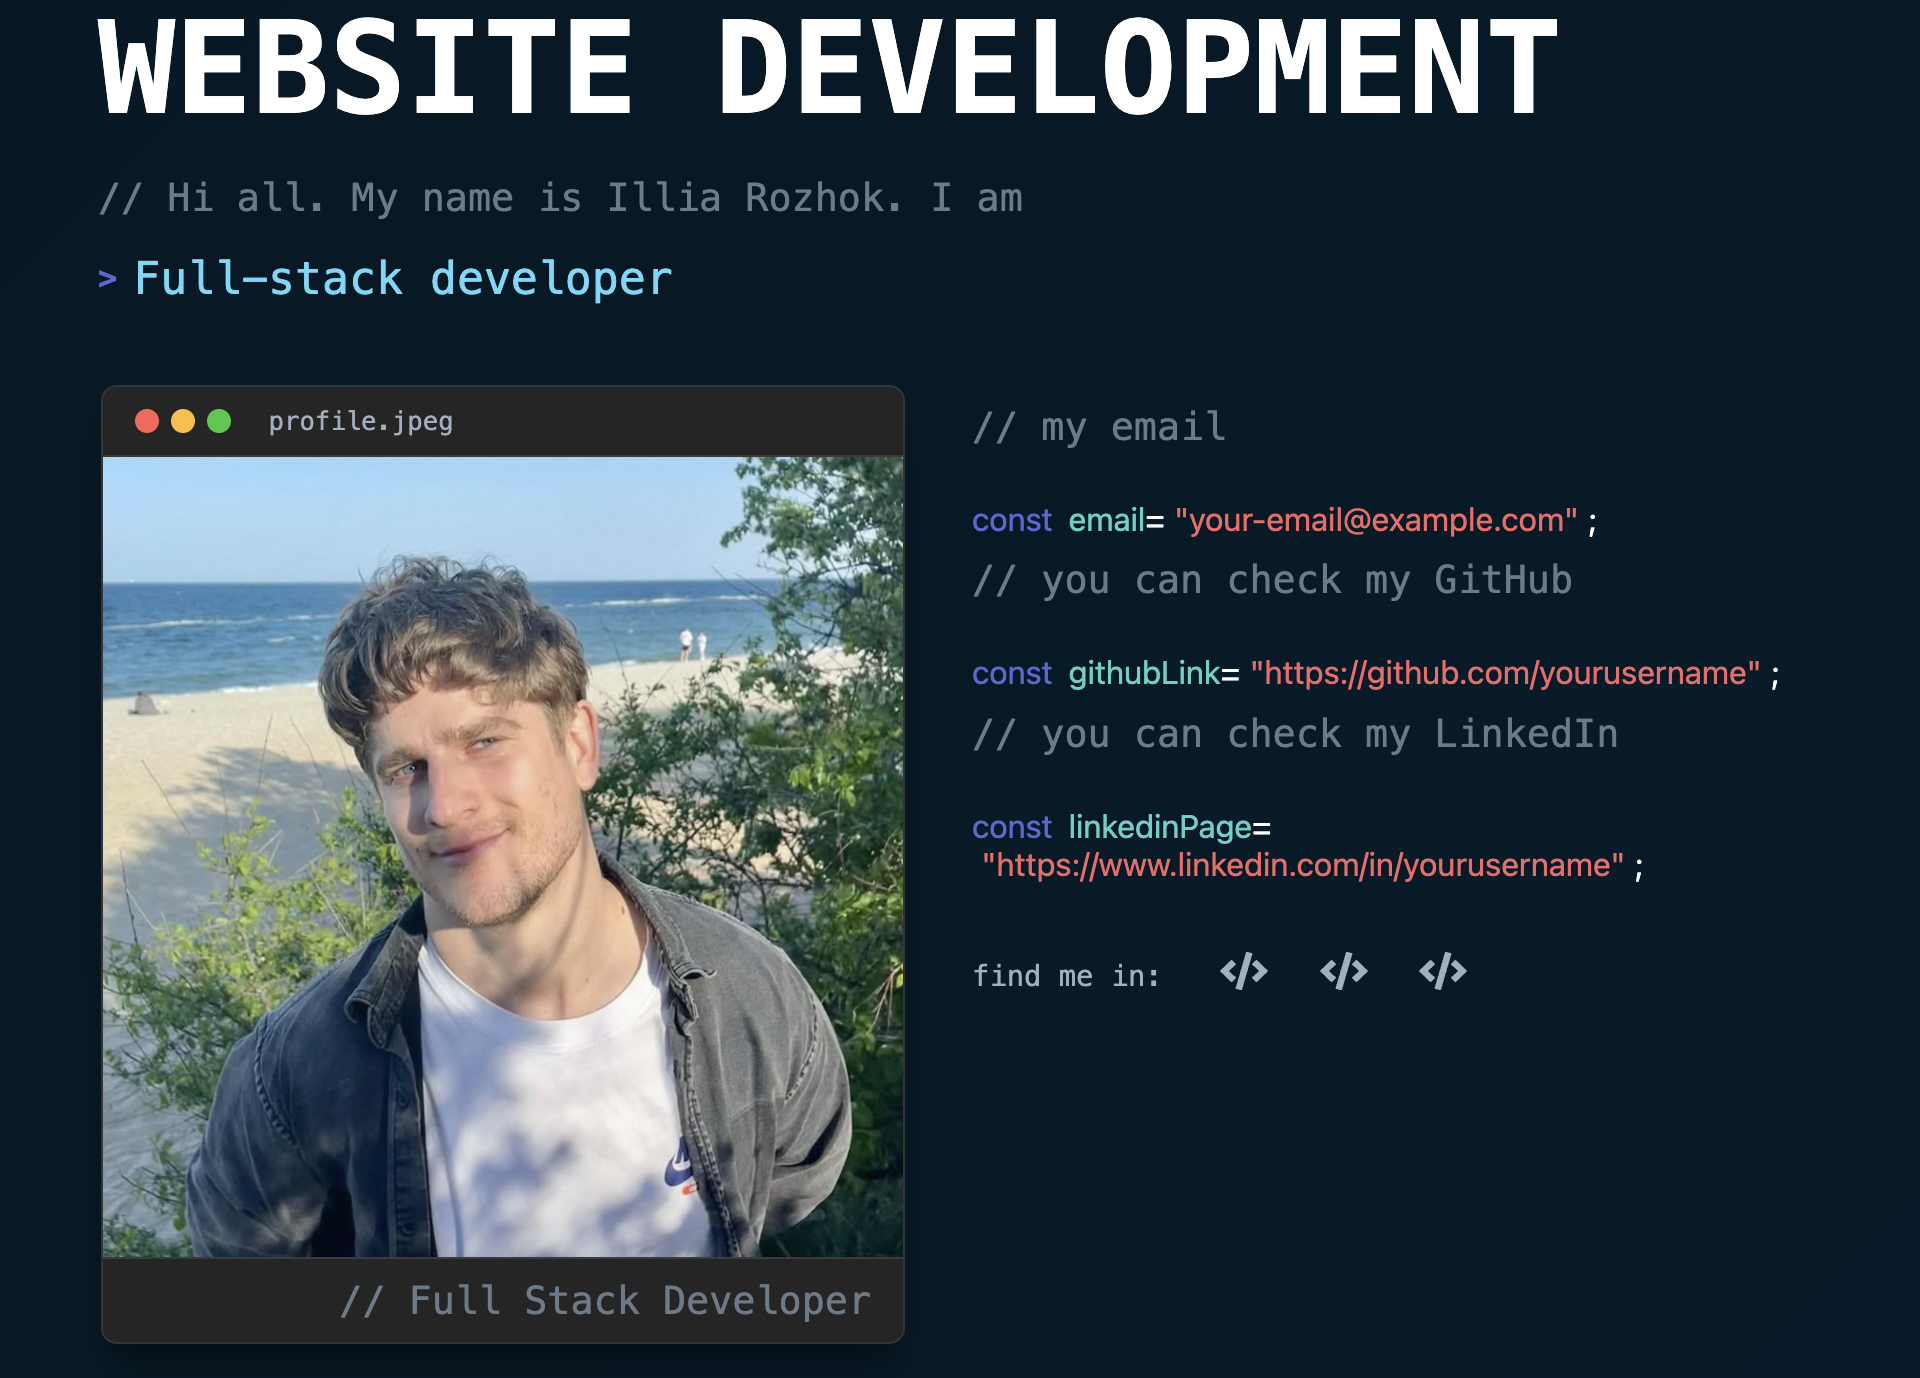 WEBSITE DEVELOPMENT
// Hi all. My name is Illia Rozhok. I am
> Full-stack developer
profile.jpeg
// Full Stack Developer
// my email
const email= "your-email@example.com" ;
// you can check my GitHub
const githubLink= "https://github.com/yourusername" ;
// you can check my LinkedIn
const linkedinPage=
"https://www.linkedin.com/in/yourusername" ;
find me in: </> </> </>